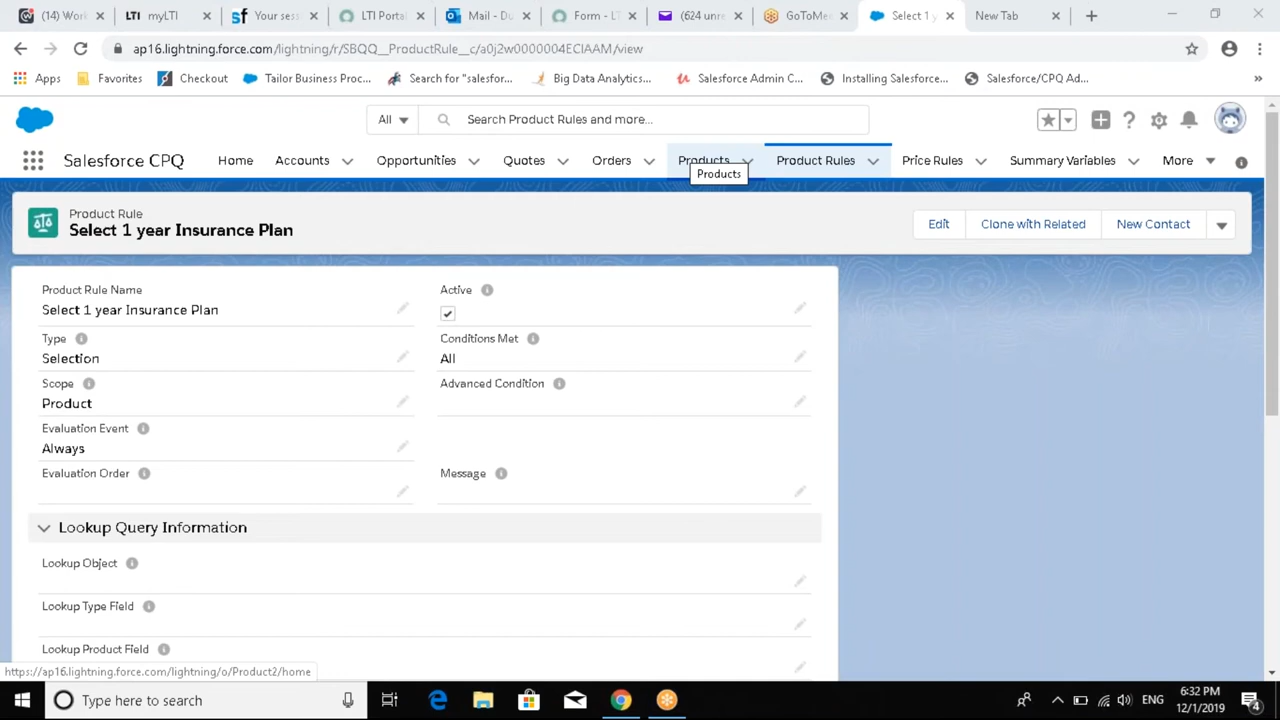 (14) Work
LTI myLTI
Your sess
LTI Portal
Mail - Du
Form - LT
(624 unre
GoToMee
Select 1 y
New Tab
ap16.lightning.force.com/lightning/r/SBQQ__ProductRule__c/a0j2w0000004ECIAAM/view
Apps
Favorites
Checkout
Tailor Business Proc...
Search for "salesfor...
Big Data Analytics...
Salesforce Admin C...
Installing Salesforce...
Salesforce/CPQ Ad...
»
All
Search Product Rules and more...
Salesforce CPQ
Home
Accounts
Opportunities
Quotes
Orders
Products
Product Rules
Price Rules
Summary Variables
More
Products
Product Rule
Select 1 year Insurance Plan
Edit
Clone with Related
New Contact
Product Rule Name
Select 1 year Insurance Plan
Active
Type
Selection
Conditions Met
All
Scope
Product
Advanced Condition
Evaluation Event
Always
Evaluation Order
Message
Lookup Query Information
Lookup Object
Lookup Type Field
Lookup Product Field
https://ap16.lightning.force.com/lightning/o/Product2/home
Type here to search
ENG
6:32 PM
12/1/2019
4